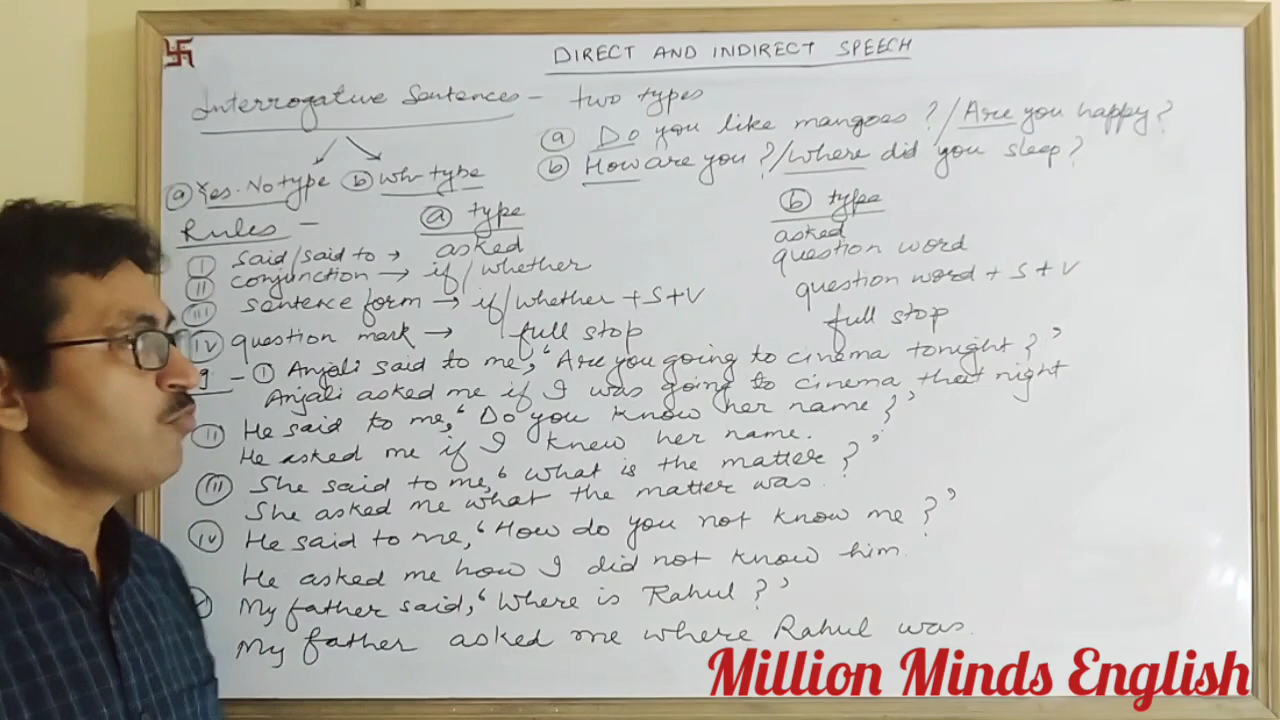 DIRECT AND INDIRECT SPEECH
Interrogative Sentences - two types
(a) Do you like mangoes ? / Are you happy ?
(b) How are you ? / Where did you sleep ?
(a) Yes-No type (b) Wh-type
Rules -
(a) type
(b) type
(I) said/said to → asked
asked
(II) conjunction → if/whether
question word
(III) sentence form → if/whether + S + V
question word + S + V
(IV) question mark → full stop
full stop
(I) Anjali said to me, 'Are you going to cinema tonight ?'
Anjali asked me if I was going to cinema that night
(II) He said to me, 'Do you know her name ?'
He asked me if I knew her name.
(III) She said to me, 'What is the matter ?'
She asked me what the matter was.
(IV) He said to me, 'How do you not know me ?'
He asked me how I did not know him.
My father said, 'Where is Rahul ?'
My father asked me where Rahul was.
Million Minds English